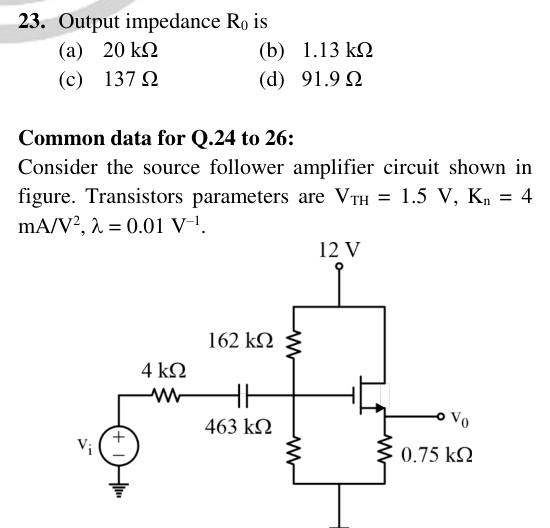 23. Output impedance R₀ is
(a) 20 kΩ (b) 1.13 kΩ
(c) 137 Ω (d) 91.9 Ω
Common data for Q.24 to 26:
Consider the source follower amplifier circuit shown in
figure. Transistors parameters are V_TH = 1.5 V, Kₙ = 4
mA/V², λ = 0.01 V⁻¹.
12 V
162 kΩ
4 kΩ
463 kΩ
V₀
Vᵢ
+
−
0.75 kΩ